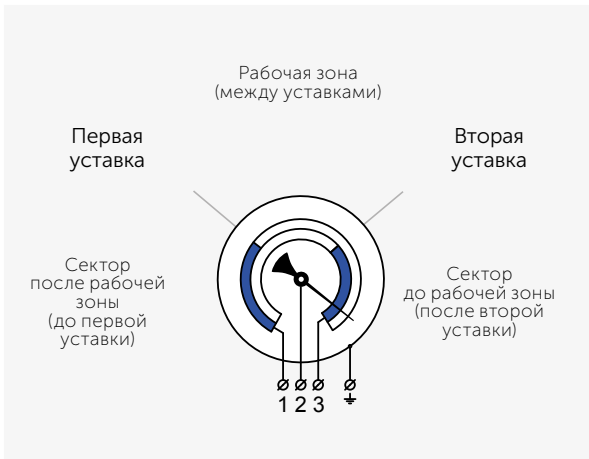 Рабочая зона
(между уставками)
Первая
уставка
Вторая
уставка
Сектор
после рабочей
зоны
(до первой
уставки)
Сектор
до рабочей зоны
(после второй
уставки)
1 2 3